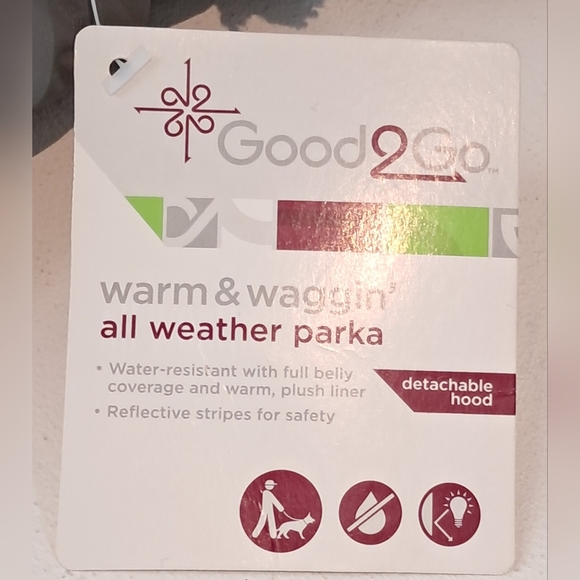 Good2Go™
warm & waggin'
all weather parka
• Water-resistant with full belly
coverage and warm, plush liner
• Reflective stripes for safety
detachable
hood